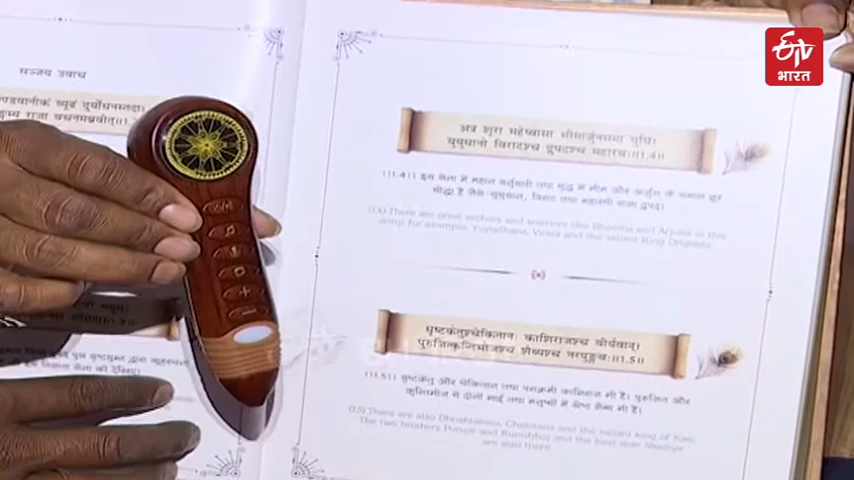 ETV भारत
सञ्जय उवाच
अत्र शूरा महेष्वासा भीमार्जुनसमा युधि।
युयुधानो विराटश्च द्रुपदश्च महारथः।।1.4।।
।।1.4।। इस सेना में महान धनुर्धारी तथा युद्ध में भीम और अर्जुन के समान शूर
योद्धा हैं जैसे-युयुधान, विराट तथा महारथी राजा द्रुपद।
(1.4) There are great archers and warriors like Bheema and Arjuna in this
army for example, Yuyudhana, Virata and the valiant King Drupada.
धृष्टकेतुश्चेकितानः काशिराजश्च वीर्यवान्।
पुरुजित्कुन्तिभोजश्च शैब्यश्च नरपुङ्गवः।।1.5।।
।।1.5।। धृष्टकेतु और चेकितान तथा पराक्रमी काशिराज भी हैं। पुरुजित और
(1.5) There are also Dhrishtaketu, Chekitana and the valiant king of Kasi.
The two brothers Purujit and Kuntibhoj and the best man Shaibya
are also there.